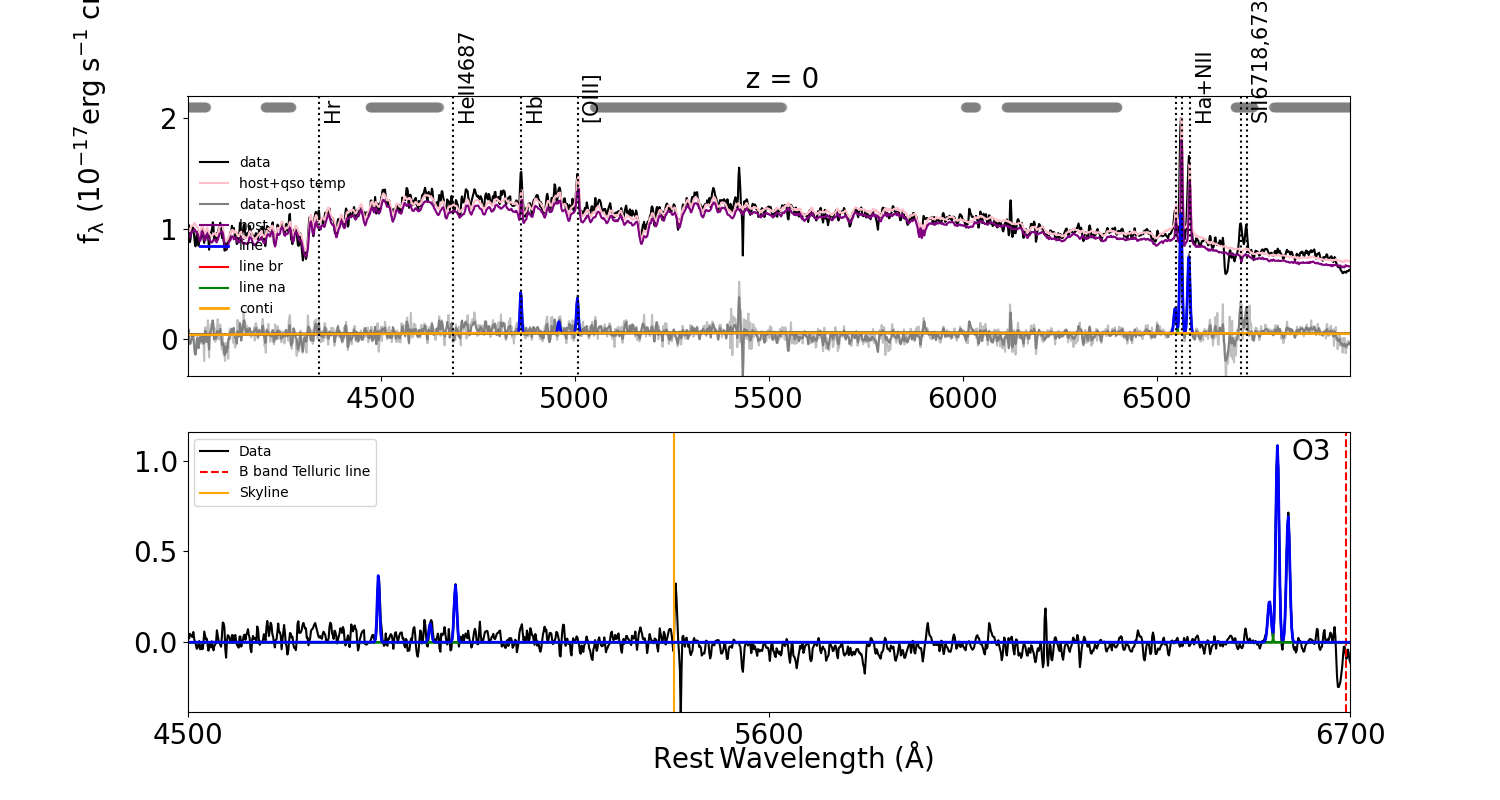 z = 0
Hr
HeII4687
Hb
[OIII]
Ha+NII
SII6718,673
fλ (10−17erg s−1 c
2
1
0
data
host+qso temp
data-host
host
line
line br
line na
conti
4500 5000 5500 6000 6500
Data
B band Telluric line
Skyline
O3
1.0
0.5
0.0
4500 5600 6700
Rest Wavelength (Å)